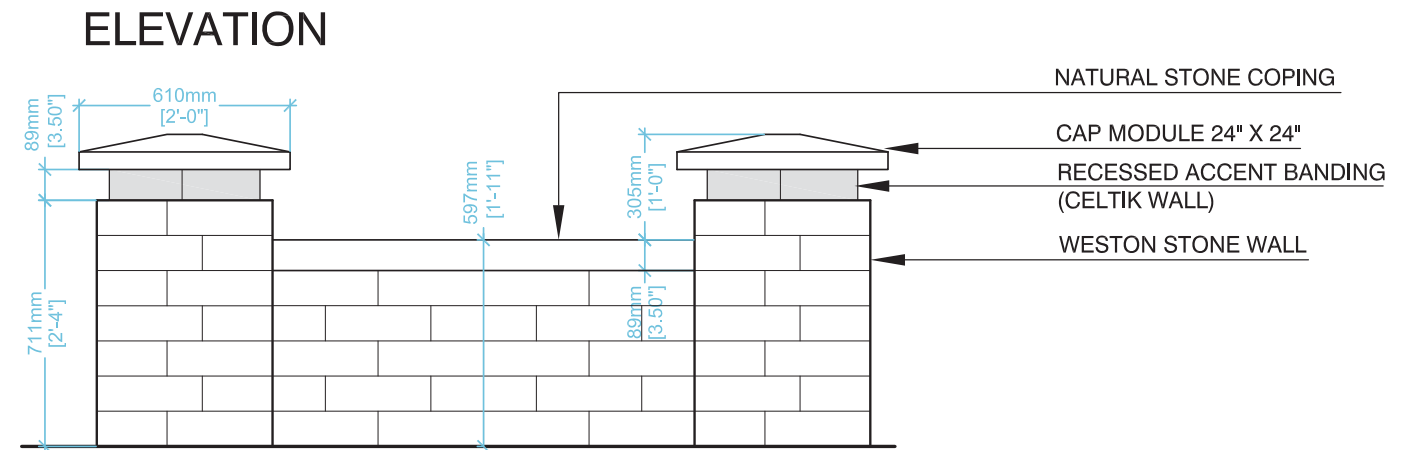 ELEVATION
610mm
[2'-0"]
89mm
[3.50"]
711mm
[2'-4"]
597mm
[1'-11"]
305mm
[1'-0"]
89mm
[3.50"]
NATURAL STONE COPING
CAP MODULE 24" X 24"
RECESSED ACCENT BANDING
(CELTIK WALL)
WESTON STONE WALL